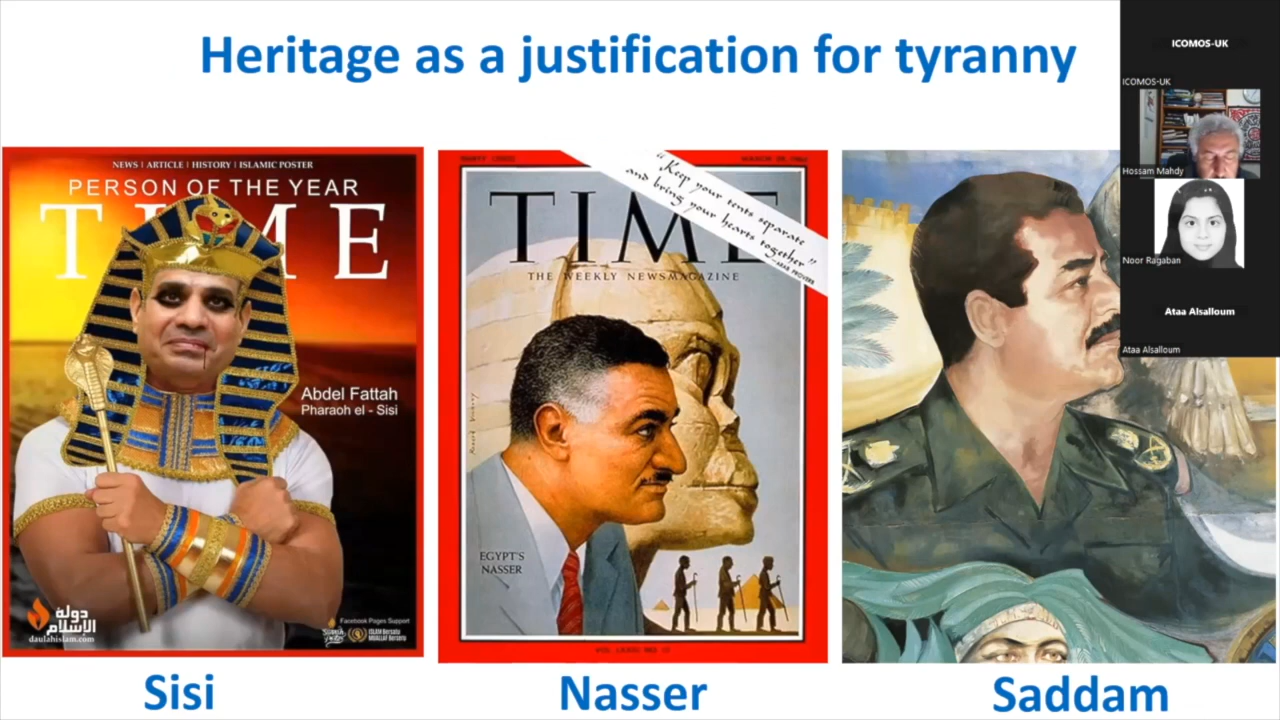 Heritage as a justification for tyranny
NEWS | ARTICLE | HISTORY | ISLAMIC POSTER
PERSON OF THE YEAR
TIME
Abdel Fattah
Pharaoh el - Sisi
دولة
الإسلام
daulahislam.com
Facebook Pages Support
Sisi
"Keep your tents separate
and bring your hearts together"
TIME
THE WEEKLY NEWSMAGAZINE
EGYPT'S
NASSER
Nasser
Saddam
ICOMOS-UK
ICOMOS-UK
Hossam Mahdy
Noor Ragaban
Ataa Alsalloum
Ataa Alsalloum